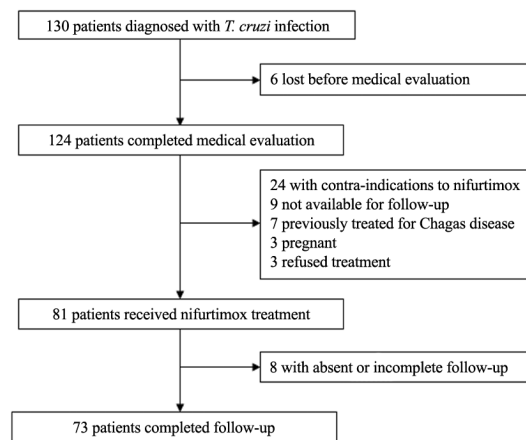 130 patients diagnosed with T. cruzi infection
6 lost before medical evaluation
124 patients completed medical evaluation
24 with contra-indications to nifurtimox
9 not available for follow-up
7 previously treated for Chagas disease
3 pregnant
3 refused treatment
81 patients received nifurtimox treatment
8 with absent or incomplete follow-up
73 patients completed follow-up